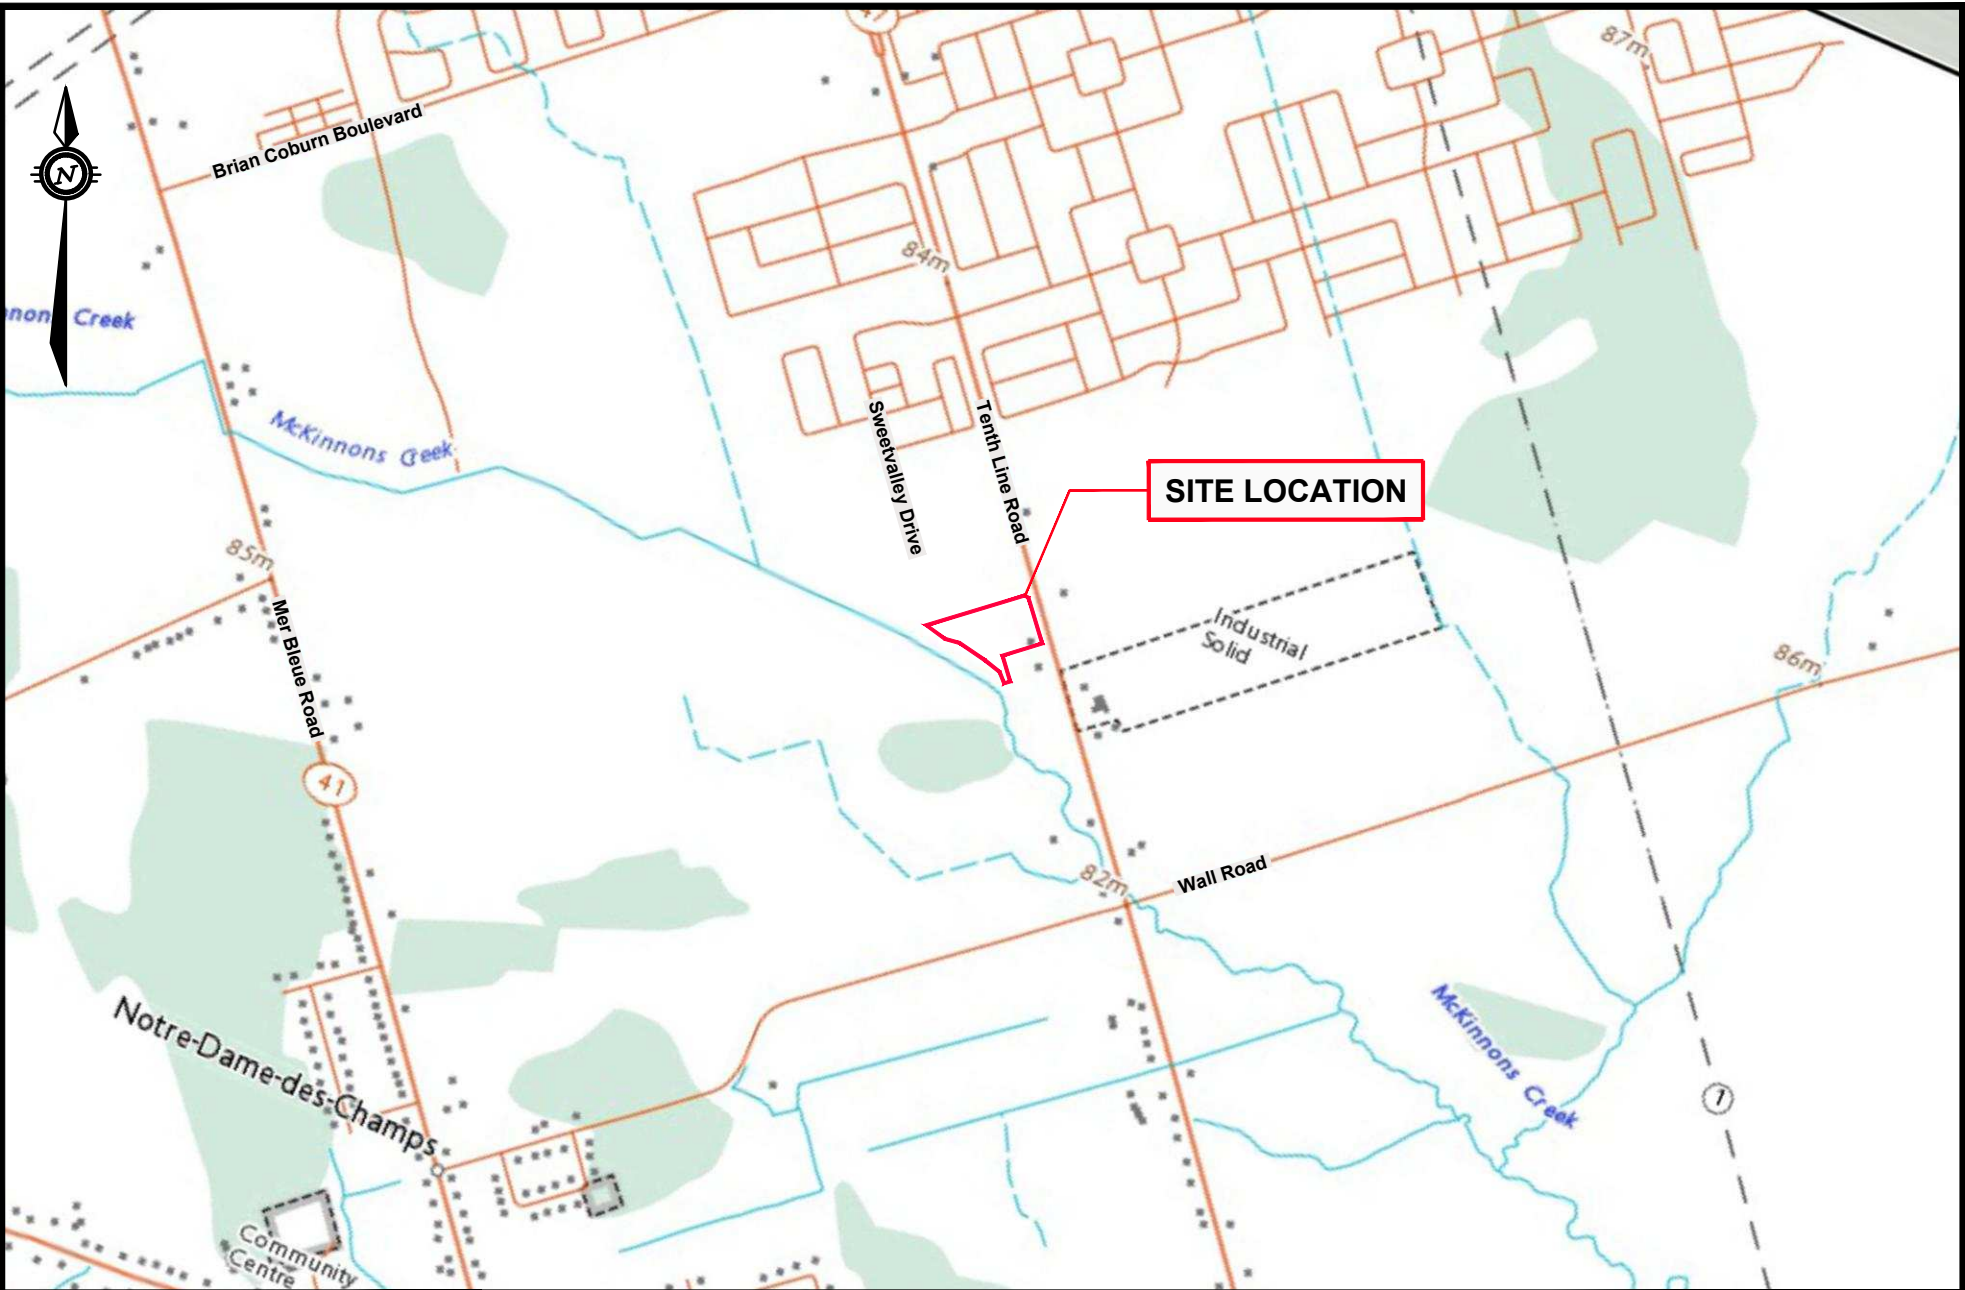 41
87m
Brian Coburn Boulevard
N
84m
Creek
McKinnons Creek
Sweetvalley Drive
Tenth Line Road
SITE LOCATION
85m
Mer Bleue Road
Industrial
Solid
86m
41
82m
Wall Road
McKinnons Creek
Notre-Dame-des-Champs
1
Community
Centre